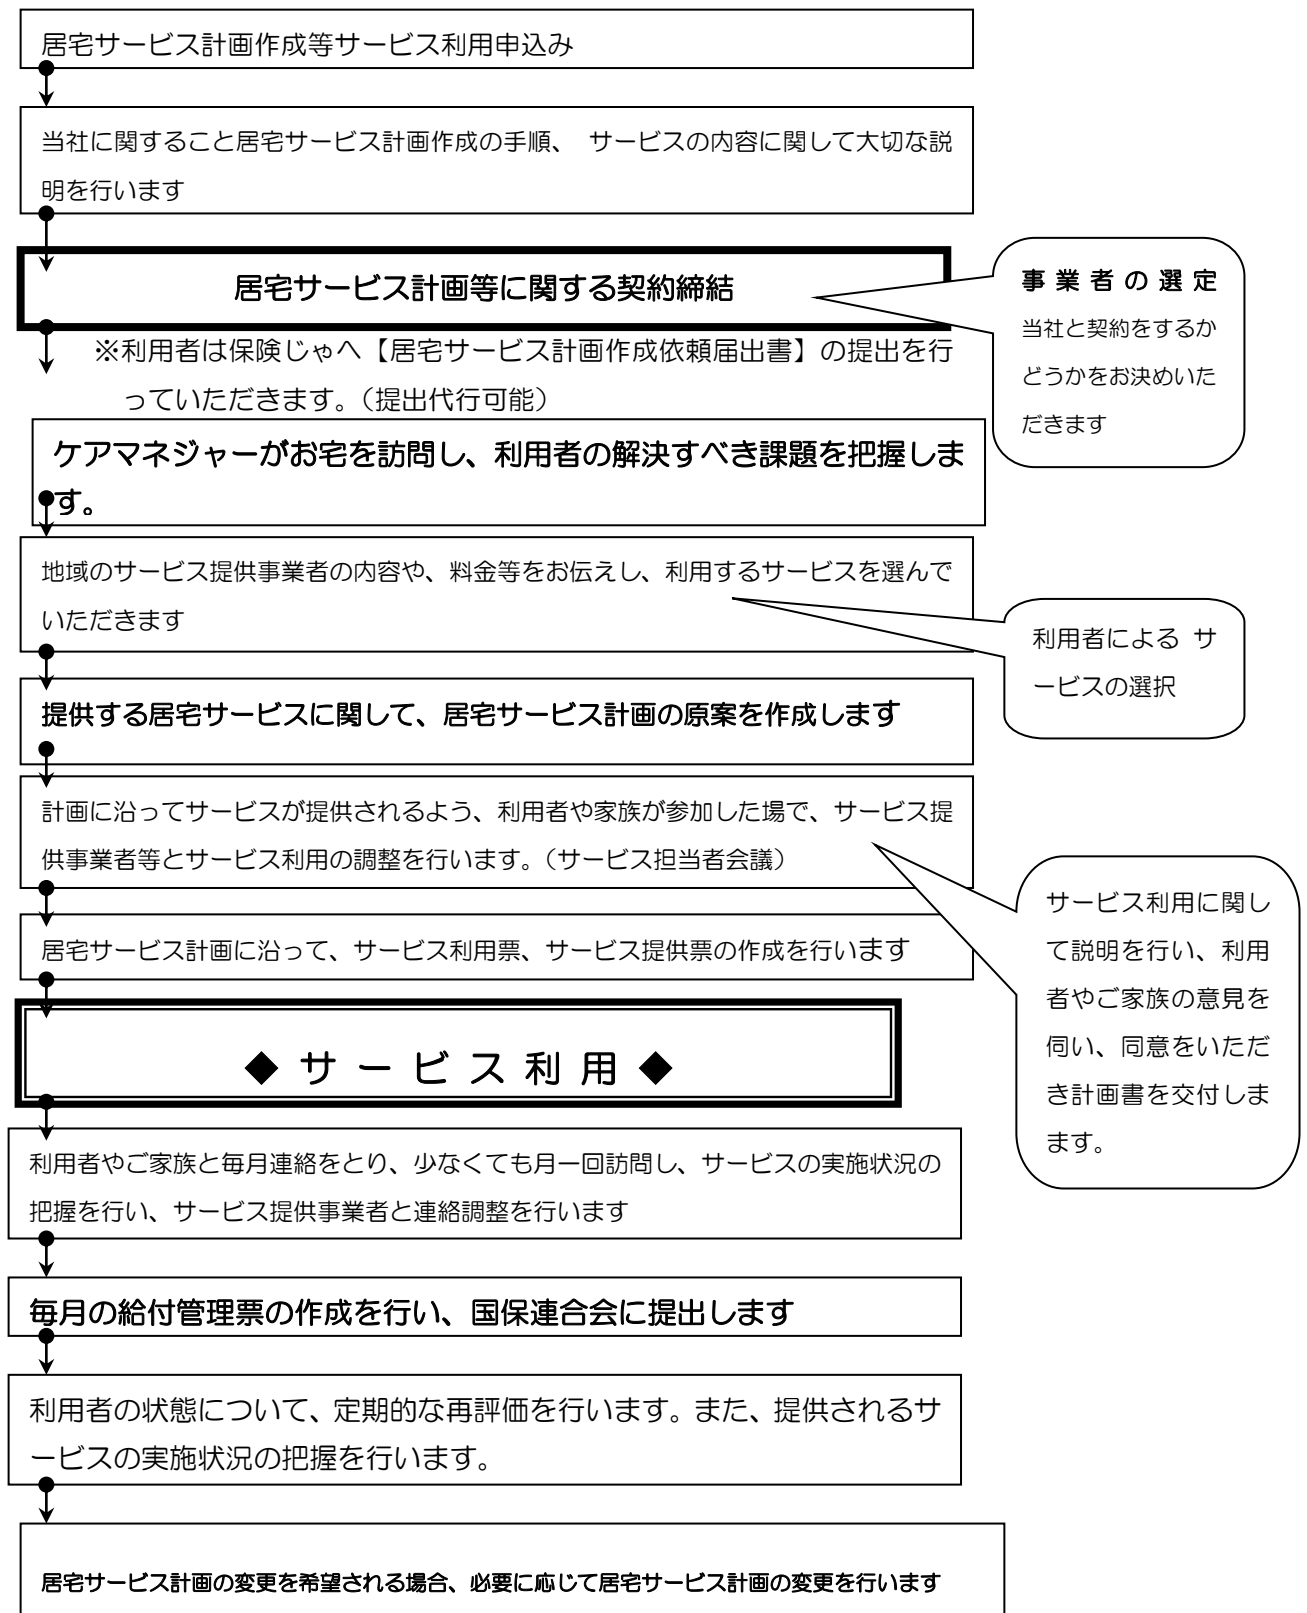 居宅サービス計画作成等サービス利用申込み
当社に関すること居宅サービス計画作成の手順、 サービスの内容に関して大切な説
明を行います
居宅サービス計画等に関する契約締結
事業者の選定
当社と契約をするか
どうかをお決めいた
だきます
※利用者は保険じゃへ【居宅サービス計画作成依頼届出書】の提出を行
っていただきます。(提出代行可能)
ケアマネジャーがお宅を訪問し、利用者の解決すべき課題を把握しま
す。
地域のサービス提供事業者の内容や、料金等をお伝えし、利用するサービスを選んで
いただきます
利用者による サ
ービスの選択
提供する居宅サービスに関して、居宅サービス計画の原案を作成します
計画に沿ってサービスが提供されるよう、利用者や家族が参加した場で、サービス提
供事業者等とサービス利用の調整を行います。(サービス担当者会議)
サービス利用に関し
て説明を行い、利用
者やご家族の意見を
伺い、同意をいただ
き計画書を交付しま
ます。
居宅サービス計画に沿って、サービス利用票、サービス提供票の作成を行います
◆サービス利用◆
利用者やご家族と毎月連絡をとり、少なくても月一回訪問し、サービスの実施状況の
把握を行い、サービス提供事業者と連絡調整を行います
毎月の給付管理票の作成を行い、国保連合会に提出します
利用者の状態について、定期的な再評価を行います。また、提供されるサ
ービスの実施状況の把握を行います。
居宅サービス計画の変更を希望される場合、必要に応じて居宅サービス計画の変更を行います